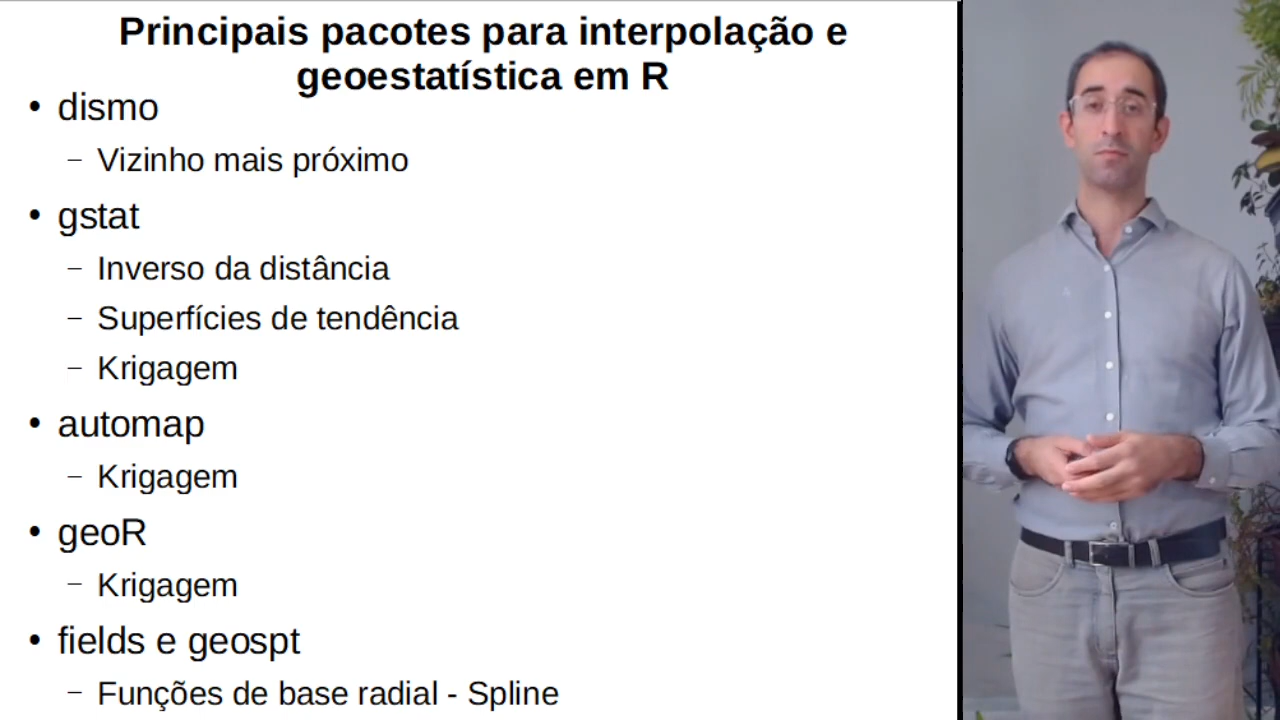 Principais pacotes para interpolação e
geoestatística em R
• dismo
– Vizinho mais próximo
• gstat
– Inverso da distância
– Superfícies de tendência
– Krigagem
• automap
– Krigagem
• geoR
– Krigagem
• fields e geospt
– Funções de base radial - Spline